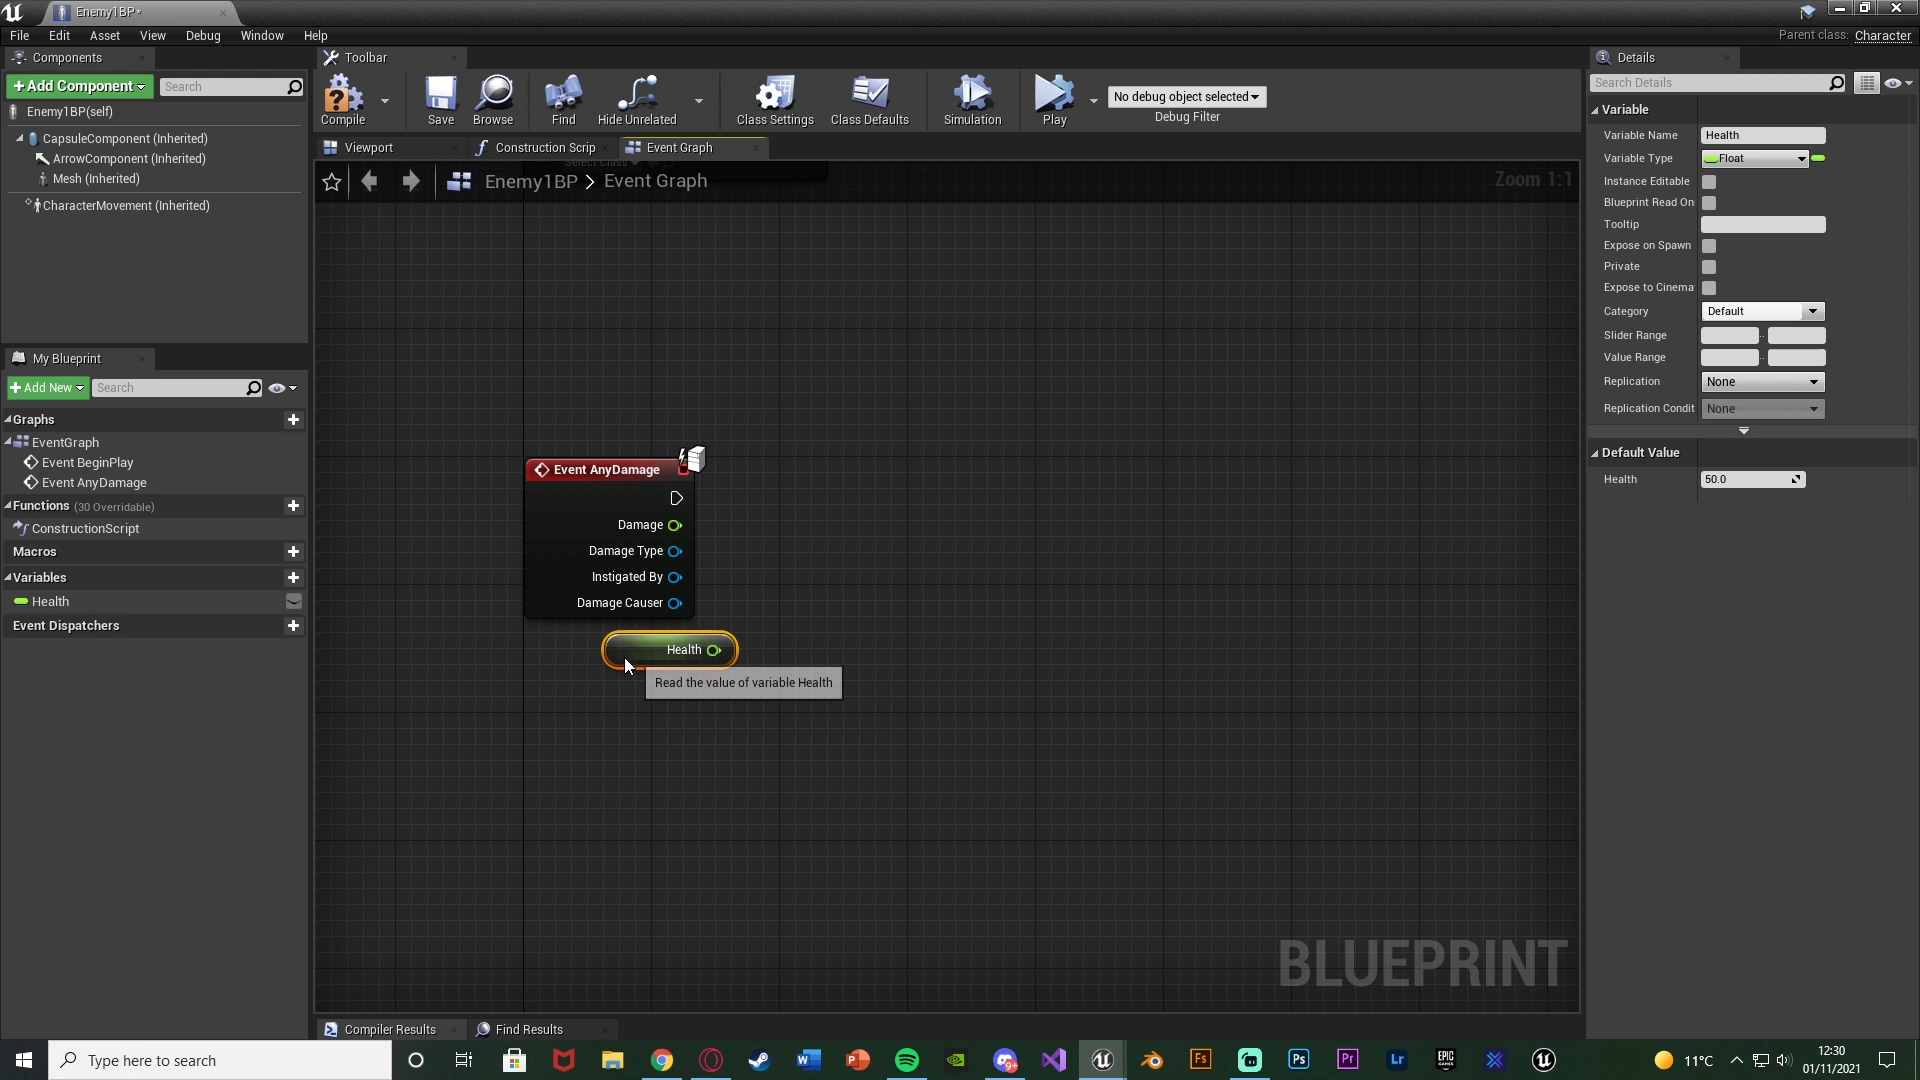 Enemy1BP*
File Edit Asset View Debug Window Help
Parent class: Character
Components
Toolbar
Details
+Add Component
Search
Enemy1BP(self)
CapsuleComponent (Inherited)
ArrowComponent (Inherited)
Mesh (Inherited)
CharacterMovement (Inherited)
Compile
Save
Browse
Find
Hide Unrelated
Class Settings
Class Defaults
Simulation
Play
No debug object selected
Debug Filter
Viewport
Construction Scrip
Event Graph
Select Class
Enemy1BP > Event Graph
Zoom 1:1
My Blueprint
+Add New
Search
Graphs
EventGraph
Event BeginPlay
Event AnyDamage
Functions (30 Overridable)
ConstructionScript
Macros
Variables
Health
Event Dispatchers
Event AnyDamage
Damage
Damage Type
Instigated By
Damage Causer
Health
Read the value of variable Health
BLUEPRINT
Search Details
Variable
Variable Name Health
Variable Type Float
Instance Editable
Blueprint Read On
Tooltip
Expose on Spawn
Private
Expose to Cinema
Category Default
Slider Range
Value Range
Replication None
Replication Condit None
Default Value
Health 50.0
Compiler Results
Find Results
Type here to search
9+
Fs
Ps
Pr
Lr
EPIC GAMES
11°C
12:30
01/11/2021